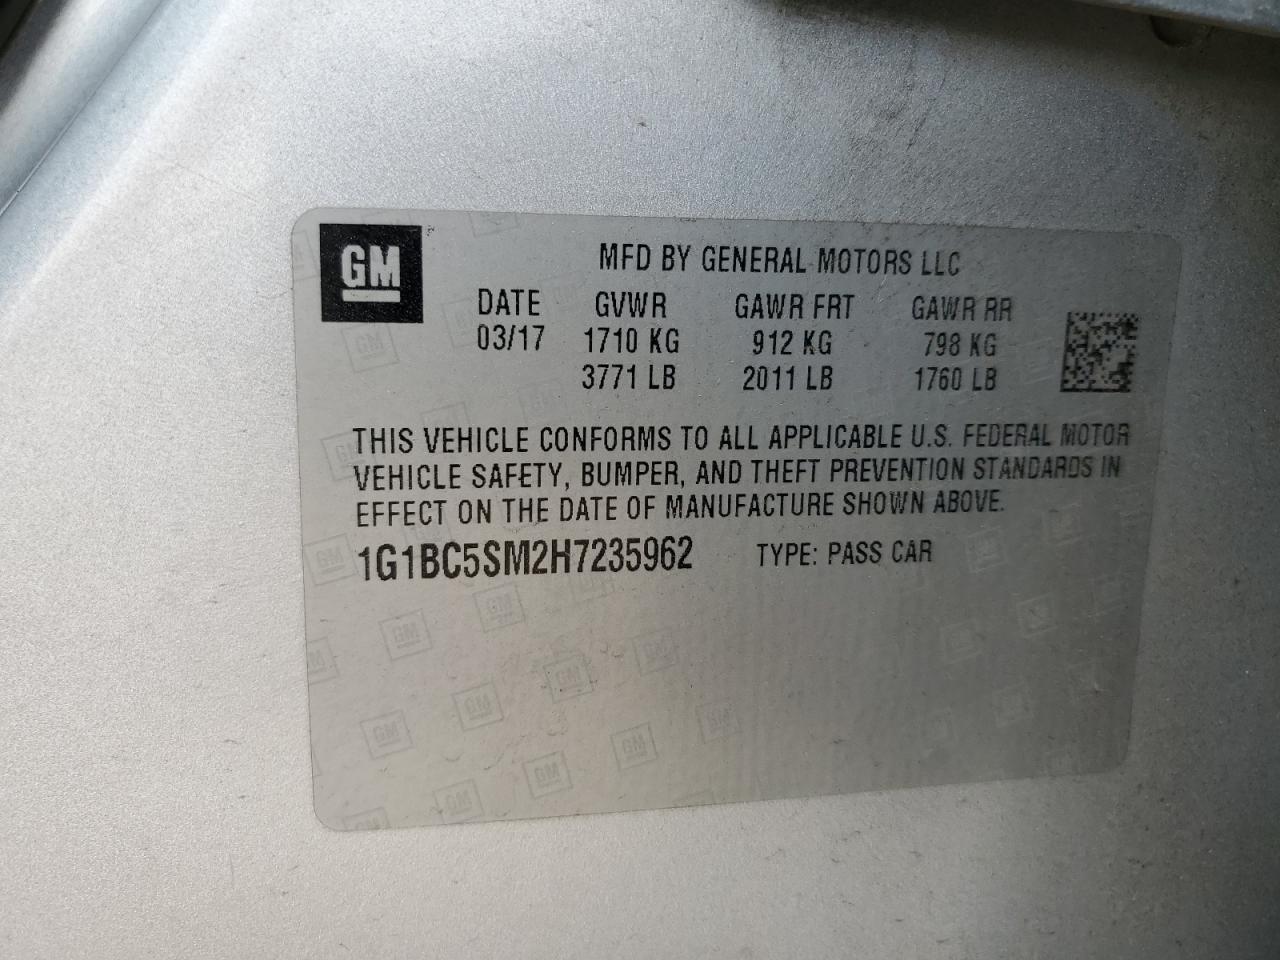 GM
MFD BY GENERAL MOTORS LLC
DATE GVWR GAWR FRT GAWR RR
03/17 1710 KG 912 KG 798 KG
3771 LB 2011 LB 1760 LB
THIS VEHICLE CONFORMS TO ALL APPLICABLE U.S. FEDERAL MOTOR
VEHICLE SAFETY, BUMPER, AND THEFT PREVENTION STANDARDS IN
EFFECT ON THE DATE OF MANUFACTURE SHOWN ABOVE.
1G1BC5SM2H7235962 TYPE: PASS CAR